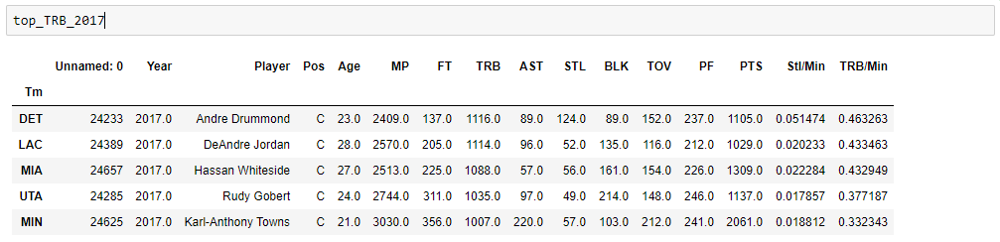 top_TRB_2017
Unnamed: 0 Year Player Pos Age MP FT TRB AST STL BLK TOV PF PTS Stl/Min TRB/Min
Tm
DET 24233 2017.0 Andre Drummond C 23.0 2409.0 137.0 1116.0 89.0 124.0 89.0 152.0 237.0 1105.0 0.051474 0.463263
LAC 24389 2017.0 DeAndre Jordan C 28.0 2570.0 205.0 1114.0 96.0 52.0 135.0 116.0 212.0 1029.0 0.020233 0.433463
MIA 24657 2017.0 Hassan Whiteside C 27.0 2513.0 225.0 1088.0 57.0 56.0 161.0 154.0 226.0 1309.0 0.022284 0.432949
UTA 24285 2017.0 Rudy Gobert C 24.0 2744.0 311.0 1035.0 97.0 49.0 214.0 148.0 246.0 1137.0 0.017857 0.377187
MIN 24625 2017.0 Karl-Anthony Towns C 21.0 3030.0 356.0 1007.0 220.0 57.0 103.0 212.0 241.0 2061.0 0.018812 0.332343